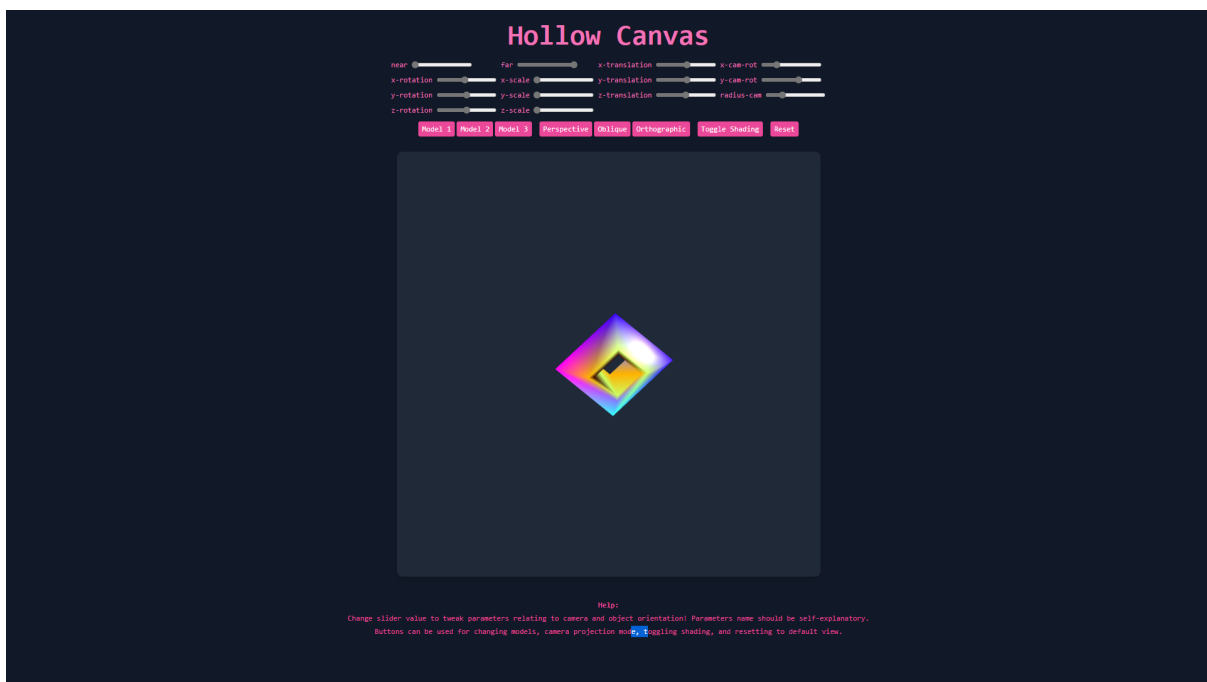 Hollow Canvas
near far x-translation x-cam-rot
x-rotation x-scale y-translation y-cam-rot
y-rotation y-scale z-translation radius-cam
z-rotation z-scale
Model 1 Model 2 Model 3 Perspective Oblique Orthographic Toggle Shading Reset
Help:
Change slider value to tweak parameters relating to camera and object orientation! Parameters name should be self-explanatory.
Buttons can be used for changing models, camera projection mode, toggling shading, and resetting to default view.